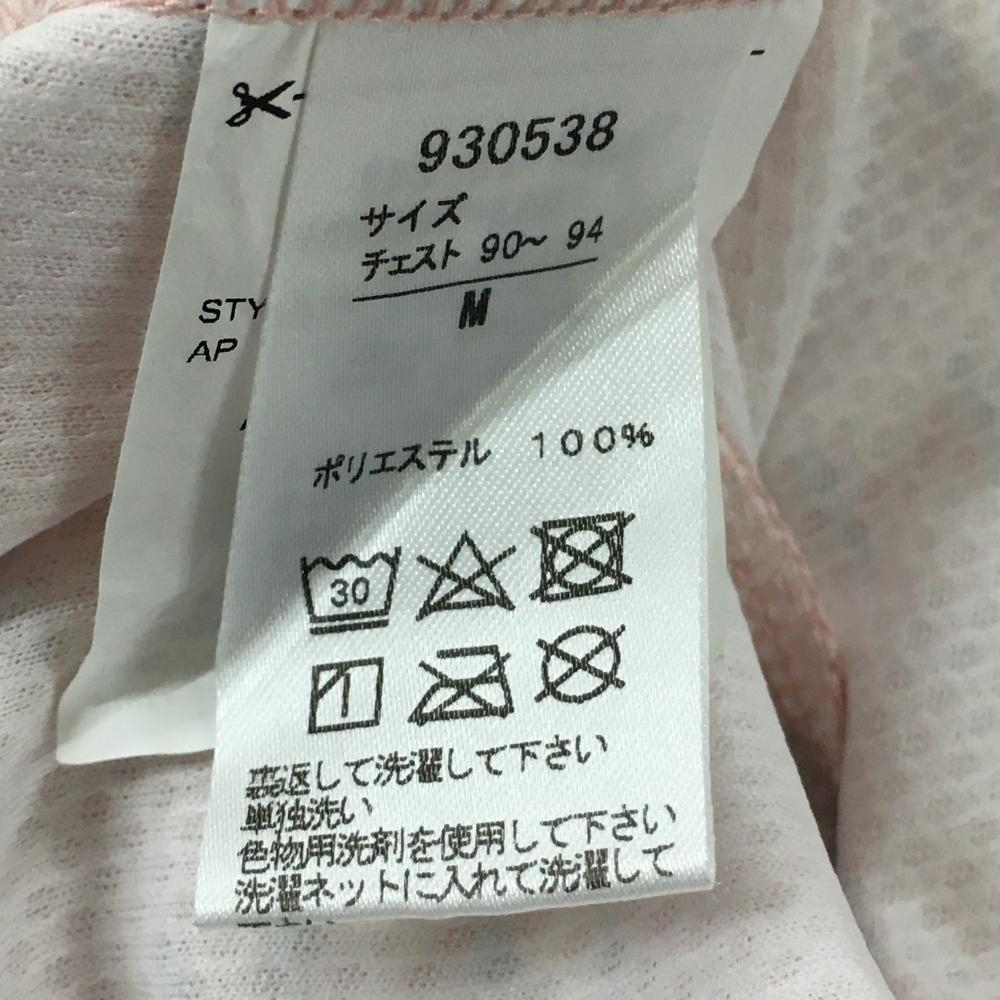 930538
サイズ
チェスト 90~ 94
M
STY
AP
ポリエステル 100%
30
裏返して洗濯して下さい
単独洗い
色物用洗剤を使用して下さい
洗濯ネットに入れて洗濯して